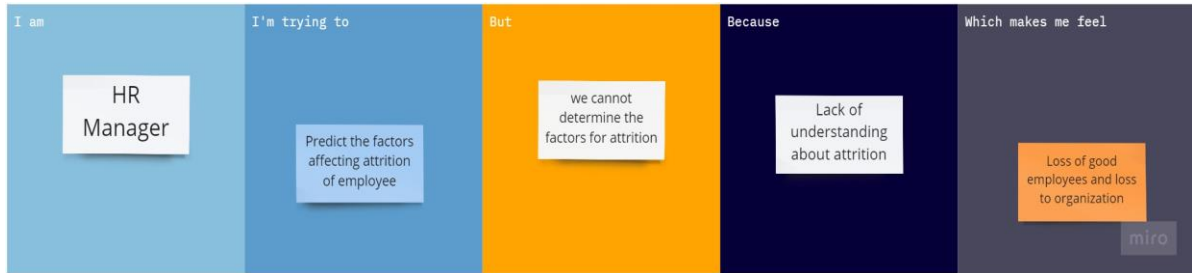 I am
HR
Manager
I'm trying to
Predict the factors
affecting attrition
of employee
But
we cannot
determine the
factors for attrition
Because
Lack of
understanding
about attrition
Which makes me feel
Loss of good
employees and loss
to organization
miro